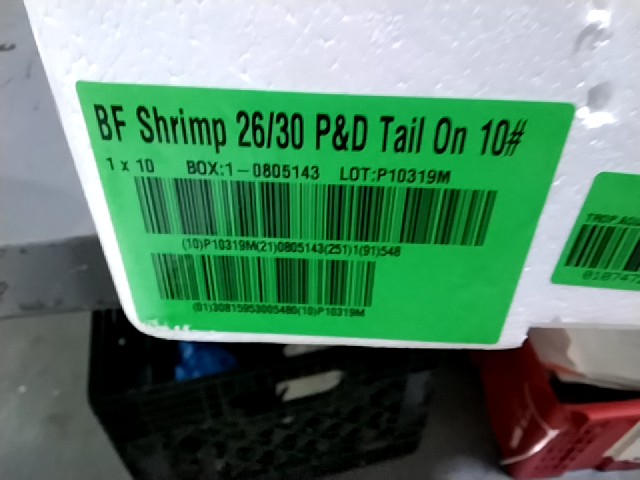 BF Shrimp 26/30 P&D Tail On 10#
1 x 10 BOX:1-0805143 LOT:P10319M
(10)P10319M(21)0805143(251)1(91)548
(01)30815953005480(10)P10319M
TROP